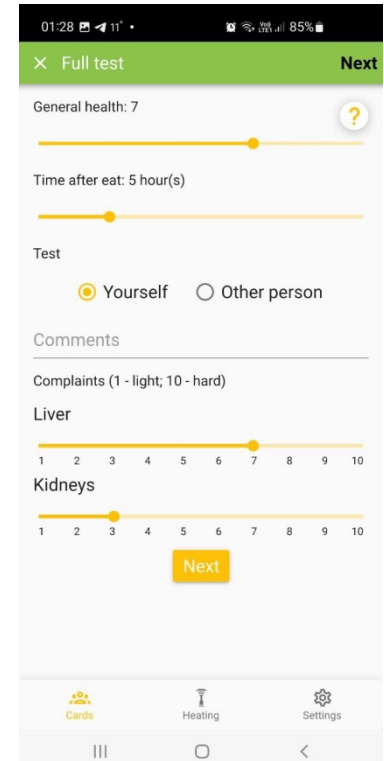 01:28 11° • VoI) LTE1 85%
Full test Next
General health: 7
?
Time after eat: 5 hour(s)
Test
Yourself Other person
Comments
Complaints (1 - light; 10 - hard)
Liver
1 2 3 4 5 6 7 8 9 10
Kidneys
1 2 3 4 5 6 7 8 9 10
Next
Cards Heating Settings